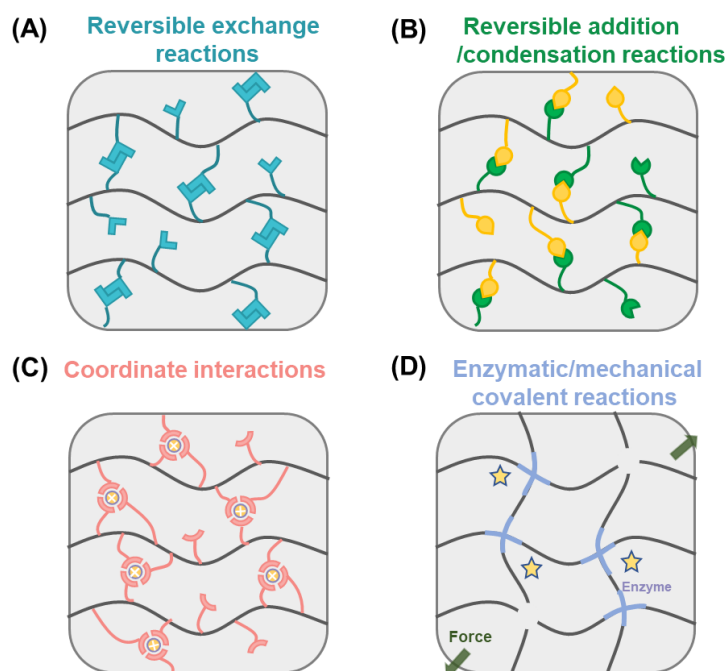 (A) Reversible exchange
reactions
(B) Reversible addition
/condensation reactions
(C) Coordinate interactions
(D) Enzymatic/mechanical
covalent reactions
Enzyme
Force